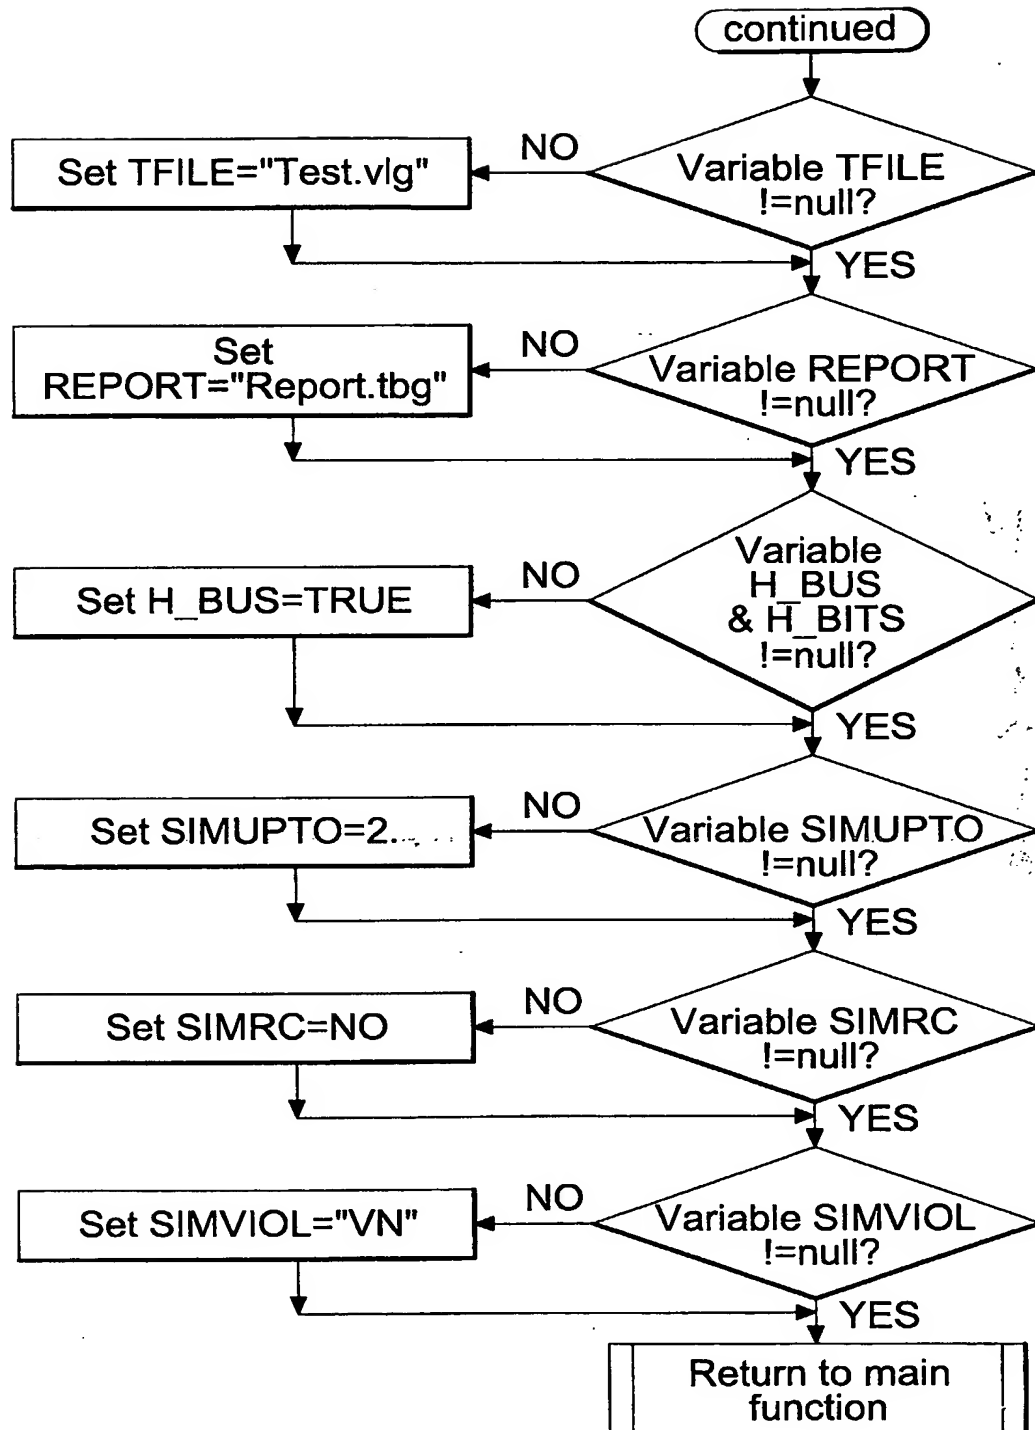 continued
NO
Variable TFILE
!=null?
Set TFILE="Test.vlg"
YES
NO
Variable REPORT
!=null?
Set
REPORT="Report.tbg"
YES
NO
Variable
H_BUS
& H_BITS
!=null?
Set H_BUS=TRUE
YES
NO
Variable SIMUPTO
!=null?
Set SIMUPTO=2.
YES
NO
Variable SIMRC
!=null?
Set SIMRC=NO
YES
NO
Variable SIMVIOL
!=null?
Set SIMVIOL="VN"
YES
Return to main
function